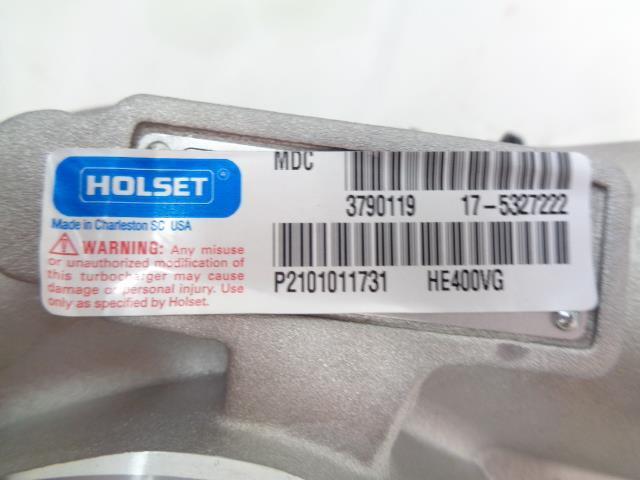 HOLSET ®
Made in Charleston SC USA
WARNING: Any misuse
or unauthorized modification of
this turbocharger may cause
damage or personal injury. Use
only as specified by Holset.
MDC
3790119 17-5327222
P2101011731 HE400VG